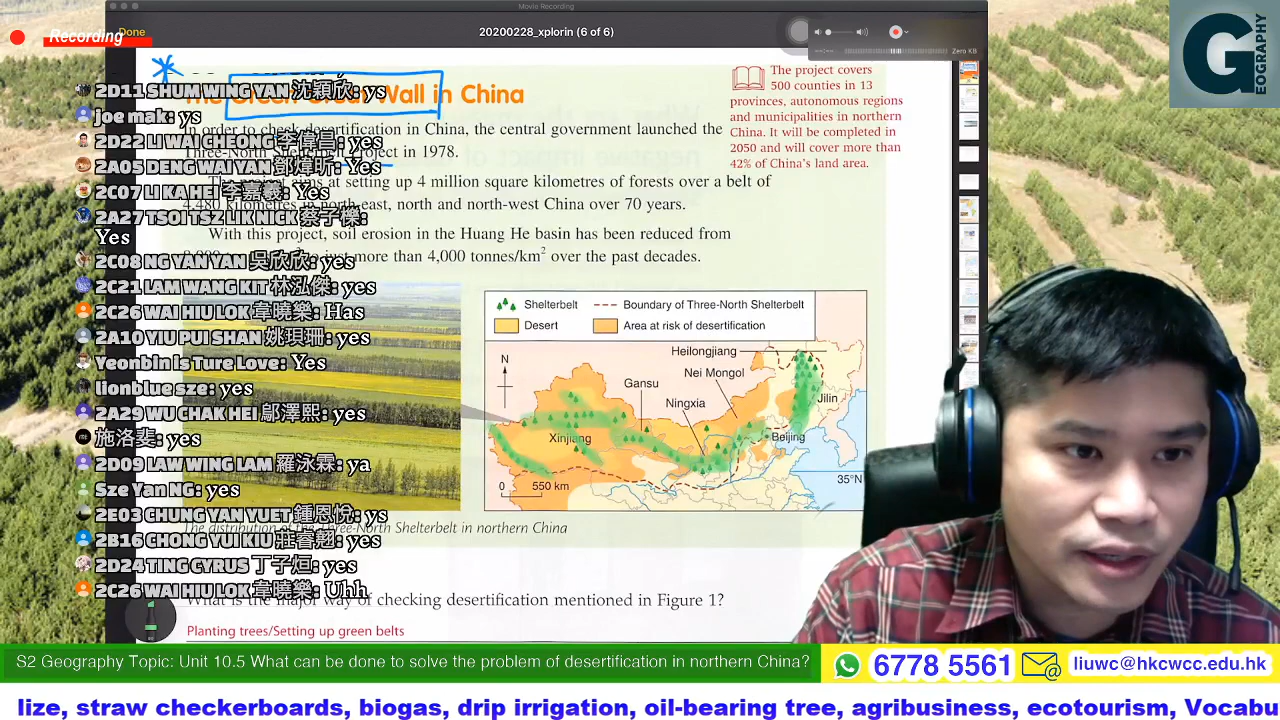 Movie Recording
Recording
Done
20200228_xplorin (6 of 6)
Zero KB
G
EOGRAPHY
Wall in China
In order to check desertification in China, the central government launched the
Project in 1978.
at setting up 4 million square kilometres of forests over a belt of
east, north and north-west China over 70 years.
With this project, soil erosion in the Huang He basin has been reduced from
more than 4,000 tonnes/km² over the past decades.
The project covers
500 counties in 13
provinces, autonomous regions
and municipalities in northern
China. It will be completed in
2050 and will cover more than
42% of China's land area.
2D11 SHUM WING YAN 沈穎欣: ys
joe mak: ys
2D22 LI WAI CHEONG 李偉昌: yes
2A05 DENG WAI YAN 鄧煒昕: Yes
2C07 LI KA HEI 李嘉熹: Yes
2A27 TSOI TSZ LIK NICK 蔡子傑:
Yes
2C08 NG YAN YAN 吳欣欣: yes
2C21 LAM WANG KIT 林泓傑: yes
2C26 WAI HIU LOK 韋曉樂: Has
2A10 YIU PUI SHAN 姚珼珊: yes
Yeonbin Is Ture Love: Yes
lionblue sze: yes
2A29 WU CHAK HEI 鄔澤熙: yes
施洛斐: yes
2D09 LAW WING LAM 羅泳霖: ya
Sze Yan NG: yes
2E03 CHUNG YAN YUET 鍾恩悅: ys
2B16 CHONG YUI KIU 莊睿翹: yes
2D24 TING CYRUS 丁子烜: yes
2C26 WAI HIU LOK 韋曉樂: Uhh
Shelterbelt
Boundary of Three-North Shelterbelt
Desert
Area at risk of desertification
N
Heilongjiang
Nei Mongol
Gansu
Ningxia
Jilin
Xinjiang
Beijing
35°N
0 550 km
The distribution of the Three-North Shelterbelt in northern China
What is the major way of checking desertification mentioned in Figure 1?
Planting trees/Setting up green belts
S2 Geography Topic: Unit 10.5 What can be done to solve the problem of desertification in northern China?
6778 5561
liuwc@hkcwcc.edu.hk
lize, straw checkerboards, biogas, drip irrigation, oil-bearing tree, agribusiness, ecotourism, Vocabu